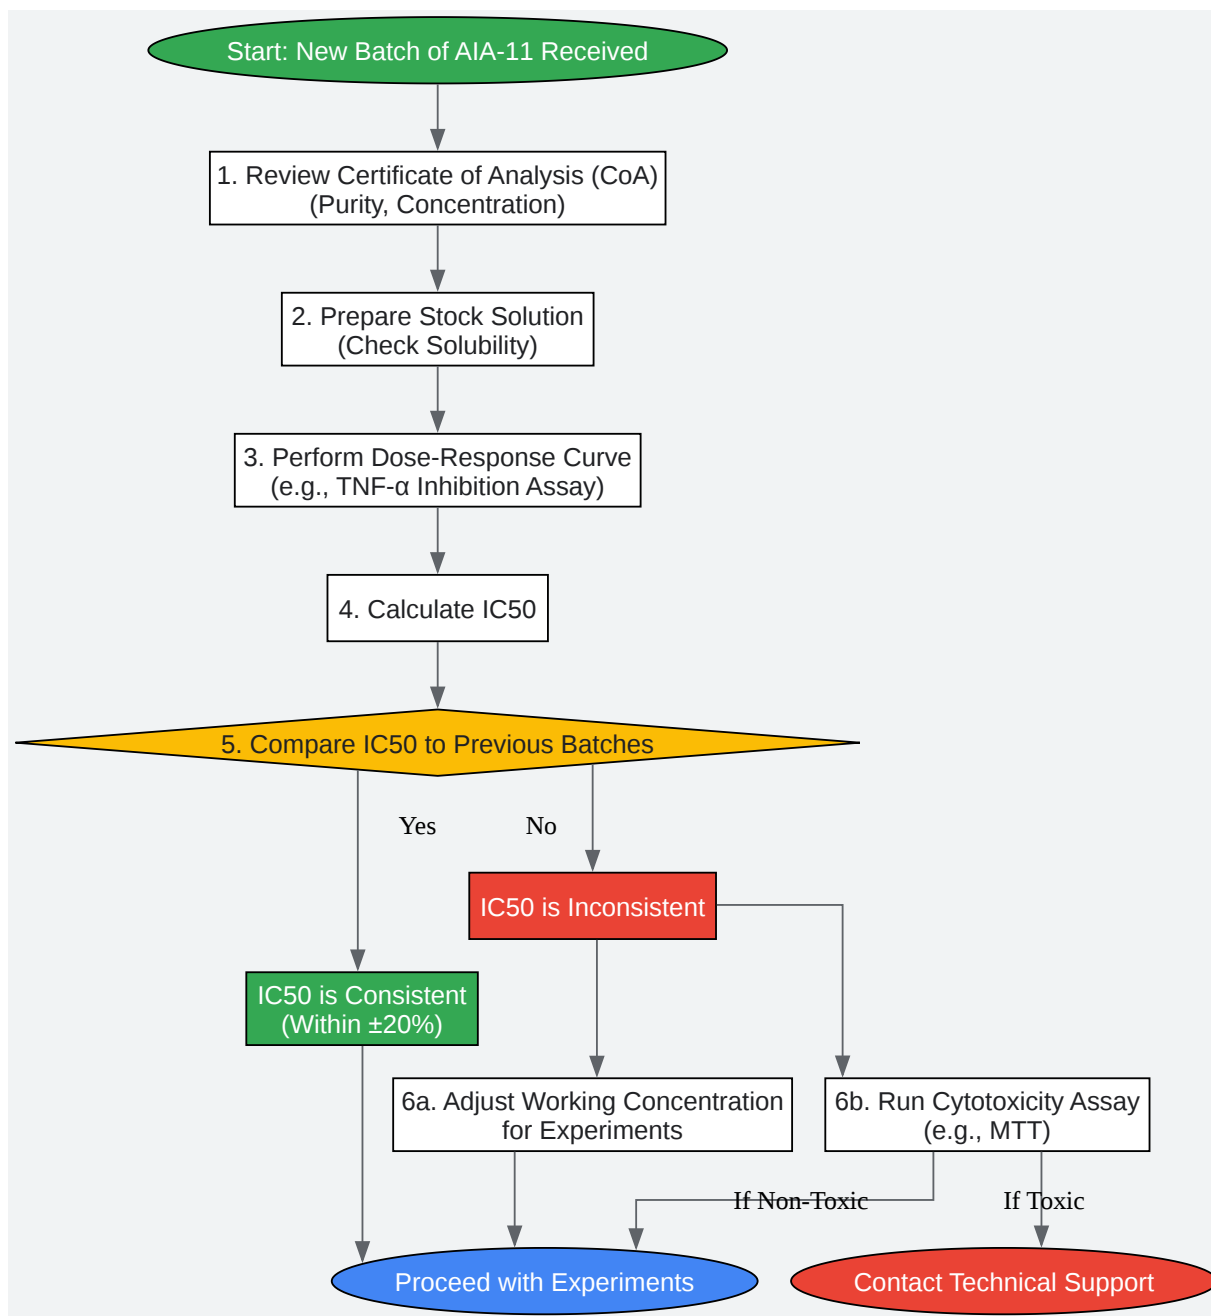 Start: New Batch of AIA-11 Received
1. Review Certificate of Analysis (CoA)
(Purity, Concentration)
2. Prepare Stock Solution
(Check Solubility)
3. Perform Dose-Response Curve
(e.g., TNF-α Inhibition Assay)
4. Calculate IC50
5. Compare IC50 to Previous Batches
Yes
No
IC50 is Inconsistent
IC50 is Consistent
(Within ±20%)
6a. Adjust Working Concentration
for Experiments
6b. Run Cytotoxicity Assay
(e.g., MTT)
If Non-Toxic
If Toxic
Proceed with Experiments
Contact Technical Support